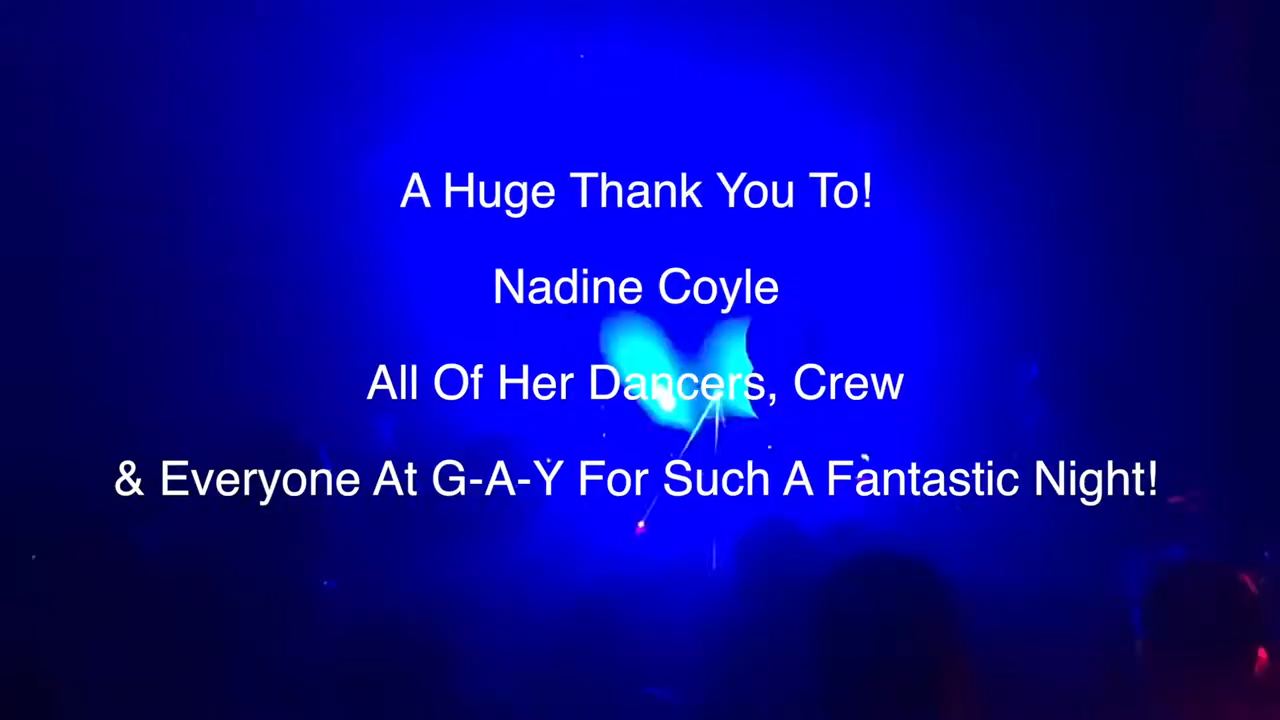 A Huge Thank You To!
Nadine Coyle
All Of Her Dancers, Crew
& Everyone At G-A-Y For Such A Fantastic Night!